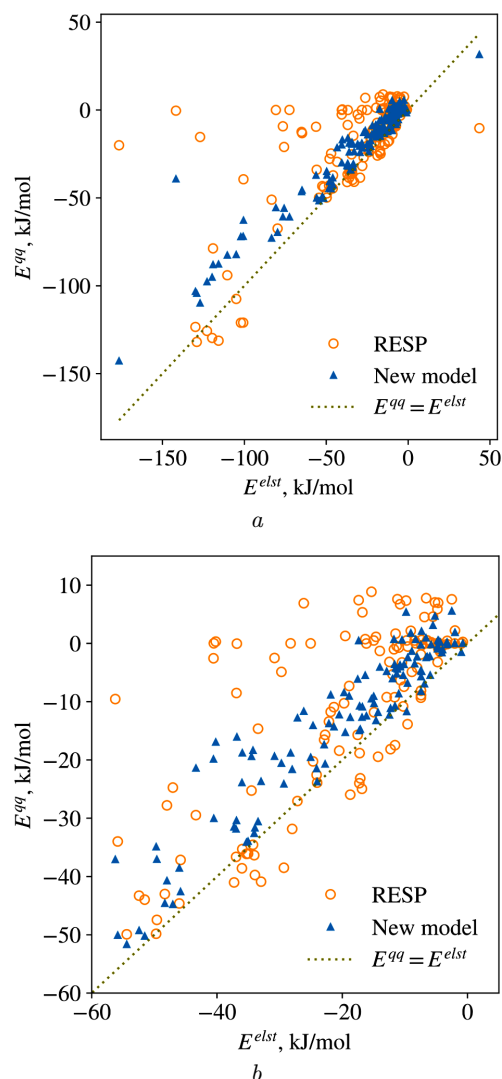 50
0
−50
−100
−150
E^{qq}, kJ/mol
RESP
New model
E^{qq} = E^{elst}
−150 −100 −50 0 50
E^{elst}, kJ/mol
a
10
0
−10
−20
−30
−40
−50
−60
E^{qq}, kJ/mol
RESP
New model
E^{qq} = E^{elst}
−60 −40 −20 0
E^{elst}, kJ/mol
b